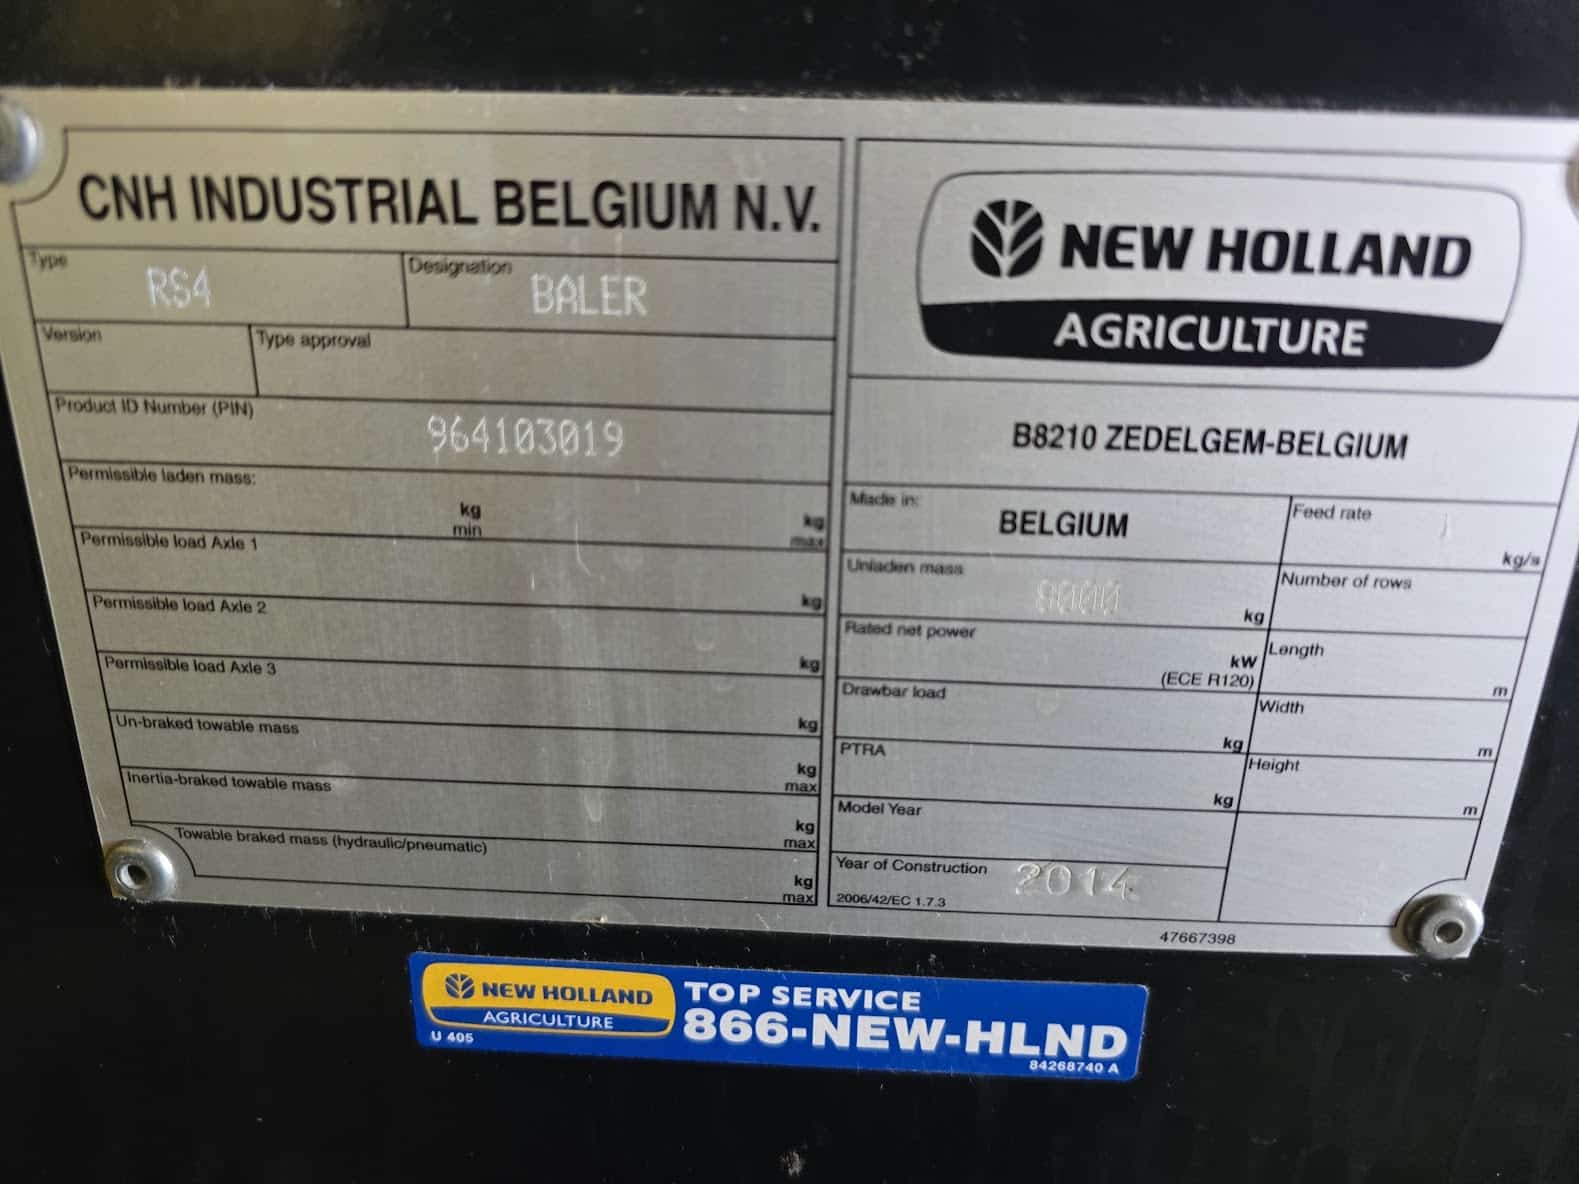 CNH INDUSTRIAL BELGIUM N.V.
Type
RS4
Designation
BALER
Version
Type approval
Product ID Number (PIN)
964103019
Permissible laden mass:
kg
min
kg
max
Permissible load Axle 1
kg
Permissible load Axle 2
kg
Permissible load Axle 3
kg
Un-braked towable mass
kg
max
Inertia-braked towable mass
kg
max
Towable braked mass (hydraulic/pneumatic)
kg
max
NEW HOLLAND
AGRICULTURE
B8210 ZEDELGEM-BELGIUM
Made in:
BELGIUM
Feed rate
kg/s
Unladen mass
kg
Number of rows
Rated net power
kW
(ECE R120)
Length
m
Drawbar load
kg
Width
m
PTRA
kg
Height
m
Model Year
Year of Construction
2014
2006/42/EC 1.7.3
47667398
NEW HOLLAND
AGRICULTURE
U 405
TOP SERVICE
866-NEW-HLND
84268740 A